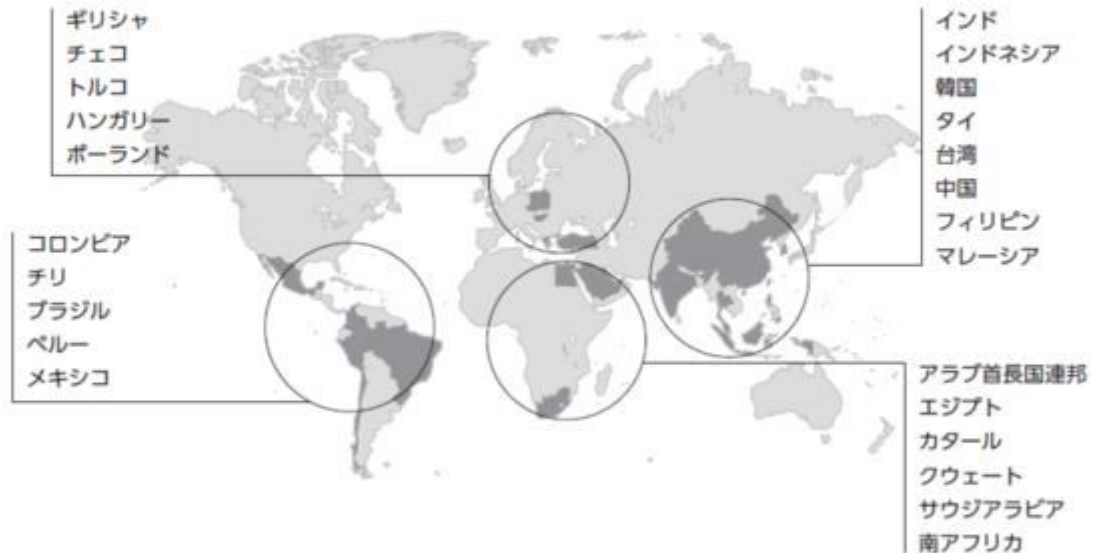 ギリシャ
チェコ
トルコ
ハンガリー
ポーランド
コロンビア
チリ
ブラジル
ペルー
メキシコ
インド
インドネシア
韓国
タイ
台湾
中国
フィリピン
マレーシア
アラブ首長国連邦
エジプト
カタール
クウェート
サウジアラビア
南アフリカ